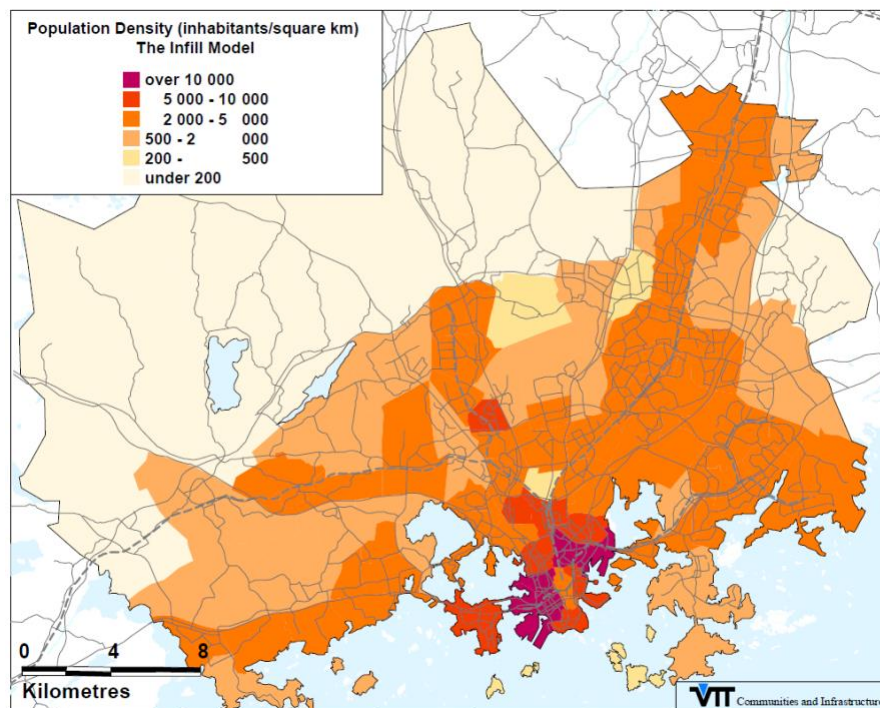 Population Density (inhabitants/square km)
The Infill Model
over 10 000
5 000 - 10 000
2 000 - 5 000
500 - 2 000
200 - 500
under 200
0 4 8
Kilometres
VTT Communities and Infrastructure